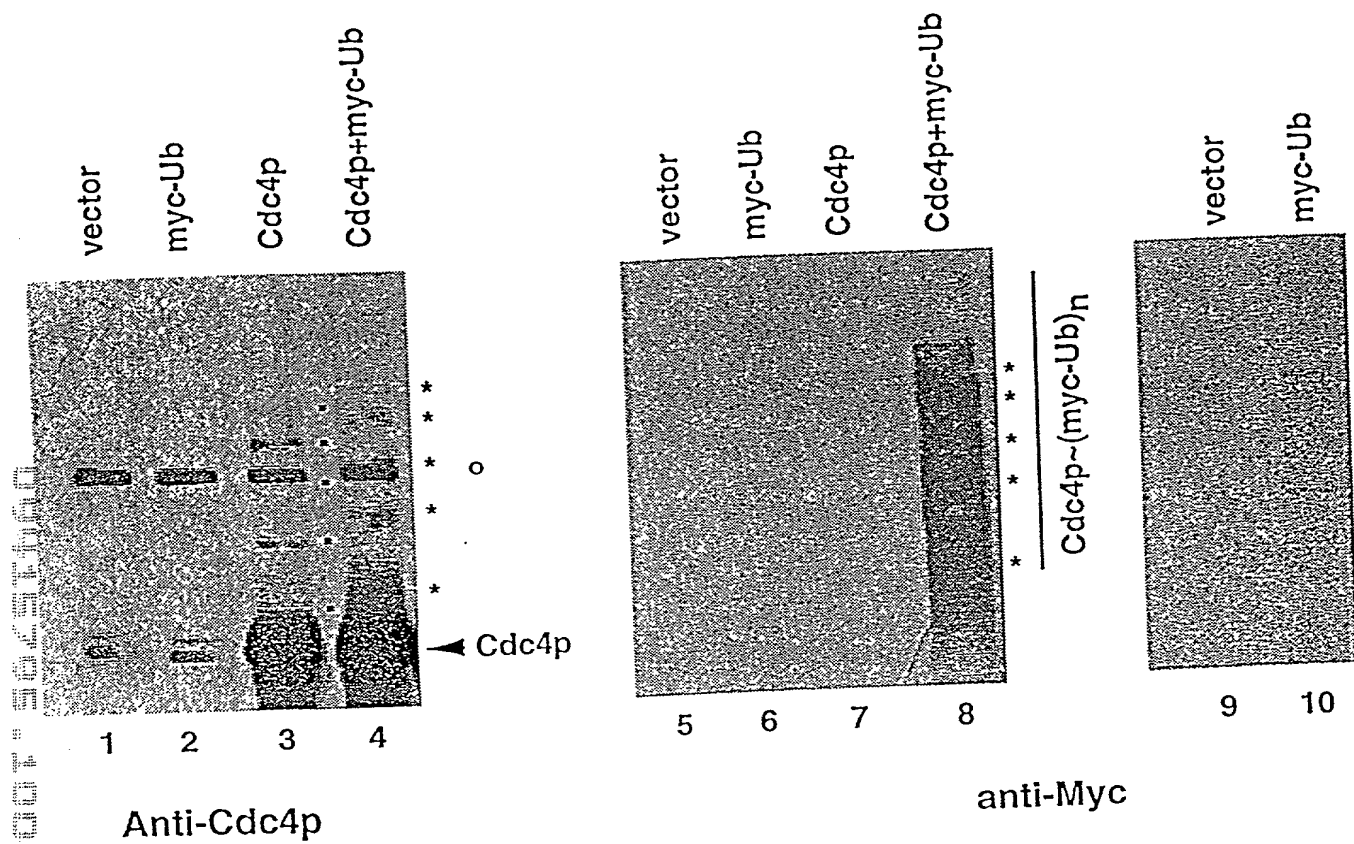 vector
myc-Ub
Cdc4p
Cdc4p+myc-Ub
vector
myc-Ub
Cdc4p
Cdc4p+myc-Ub
vector
myc-Ub
*
*
*
o
*
*
Cdc4p
*
*
*
*
*
Cdc4p~(myc-Ub)n
1 2 3 4
5 6 7 8
9 10
Anti-Cdc4p
anti-Myc